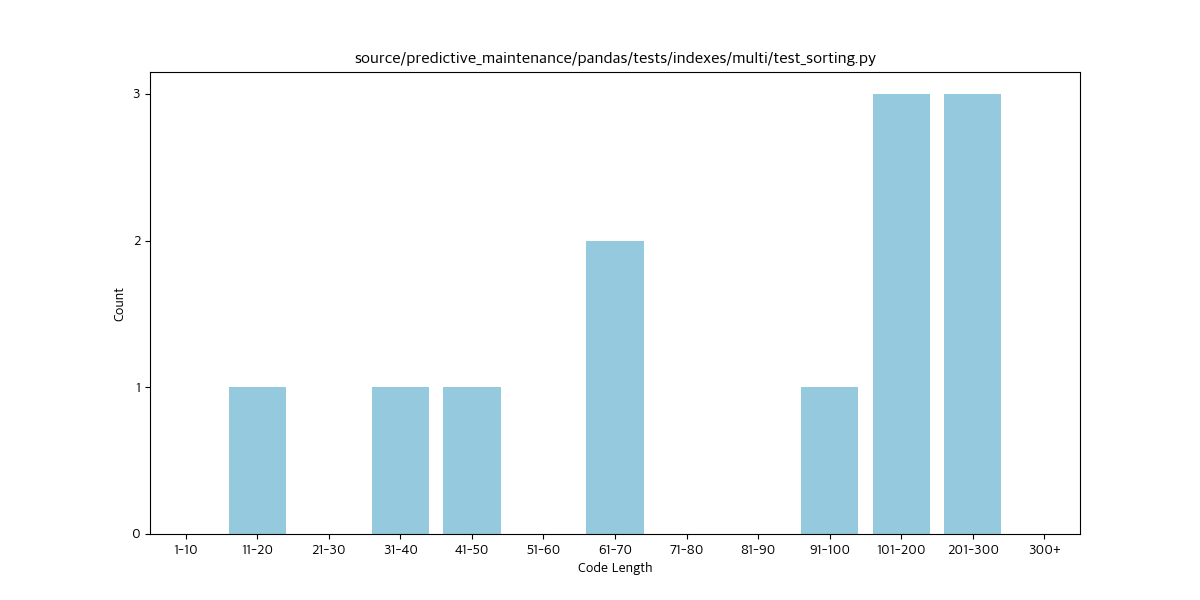 source/predictive_maintenance/pandas/tests/indexes/multi/test_sorting.py
3
2
1
0
Count
1-10 11-20 21-30 31-40 41-50 51-60 61-70 71-80 81-90 91-100 101-200 201-300 300+
Code Length